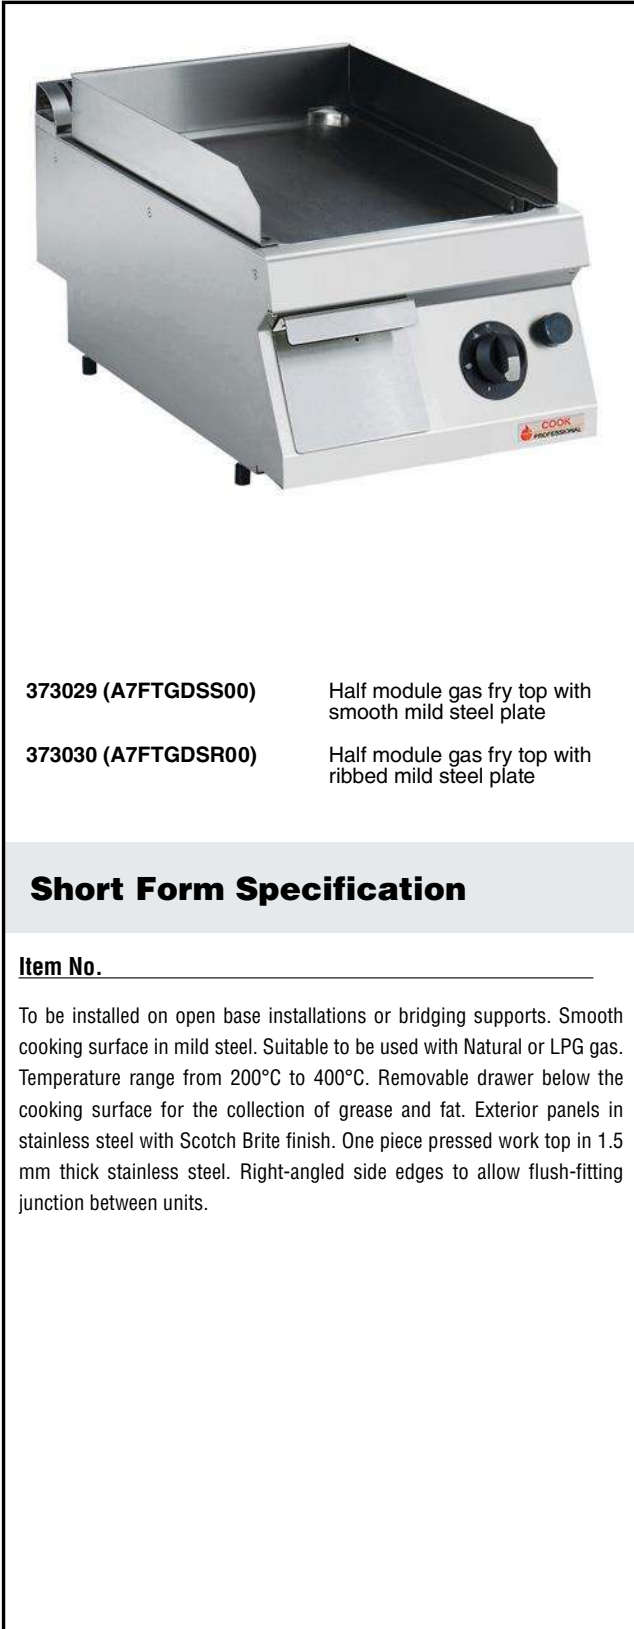 COOK
PROFESSIONAL
373029 (A7FTGDSS00) Half module gas fry top with
smooth mild steel plate
373030 (A7FTGDSR00) Half module gas fry top with
ribbed mild steel plate
Short Form Specification
Item No.
To be installed on open base installations or bridging supports. Smooth
cooking surface in mild steel. Suitable to be used with Natural or LPG gas.
Temperature range from 200°C to 400°C. Removable drawer below the
cooking surface for the collection of grease and fat. Exterior panels in
stainless steel with Scotch Brite finish. One piece pressed work top in 1.5
mm thick stainless steel. Right-angled side edges to allow flush-fitting
junction between units.